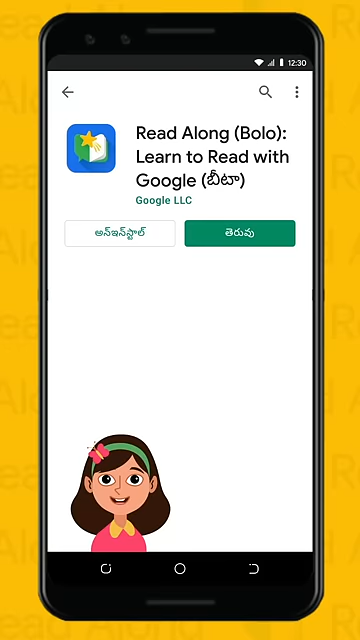 12:30
Read Along (Bolo):
Learn to Read with
Google (బీటా)
Google LLC
అన్ఇన్‌స్టాల్
తెరువు